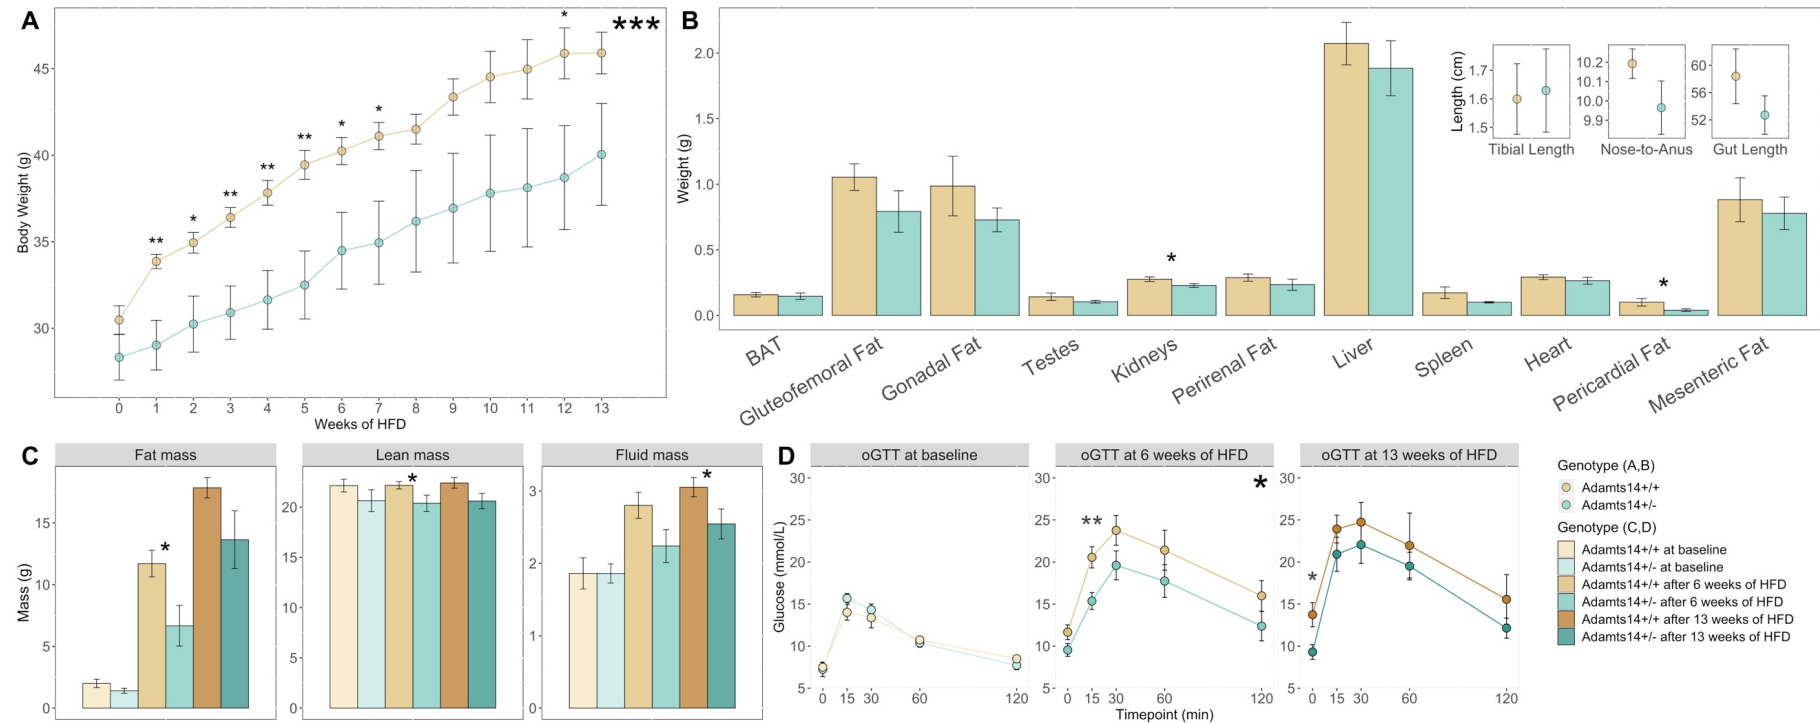 A
***
Body Weight (g)
45
40
35
30
**
*
**
**
**
*
*
*
0 1 2 3 4 5 6 7 8 9 10 11 12 13
Weeks of HFD
B
Weight (g)
2.0
1.5
1.0
0.5
0.0
*
*
BAT
Gluteofemoral Fat
Gonadal Fat
Testes
Kidneys
Perirenal Fat
Liver
Spleen
Heart
Pericardial Fat
Mesenteric Fat
Length (cm)
1.7
1.6
1.5
Tibial Length
10.2
10.1
10.0
9.9
Nose-to-Anus
60
56
52
Gut Length
C
Mass (g)
Fat mass
15
10
5
0
*
Lean mass
20
15
10
5
0
*
Fluid mass
3
2
1
0
*
D
Glucose (mmol/L)
oGTT at baseline
30
25
20
15
10
5
0 15 30 60 120
oGTT at 6 weeks of HFD
30
25
20
15
10
5
**
*
0 15 30 60 120
oGTT at 13 weeks of HFD
30
25
20
15
10
5
*
0 15 30 60 120
Timepoint (min)
Genotype (A,B)
Adamts14+/+
Adamts14+/-
Genotype (C,D)
Adamts14+/+ at baseline
Adamts14+/- at baseline
Adamts14+/+ after 6 weeks of HFD
Adamts14+/- after 6 weeks of HFD
Adamts14+/+ after 13 weeks of HFD
Adamts14+/- after 13 weeks of HFD